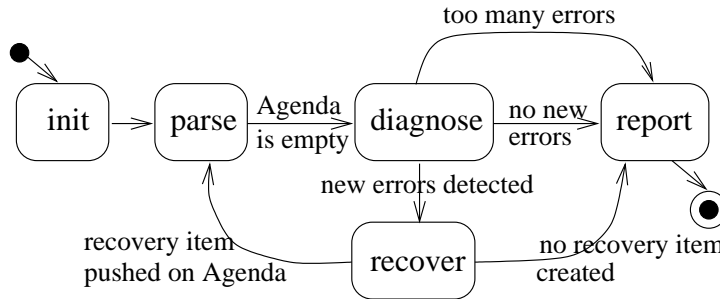 too many errors
init
parse
Agenda
is empty
diagnose
no new
errors
report
new errors detected
recovery item
pushed on Agenda
recover
no recovery item
created